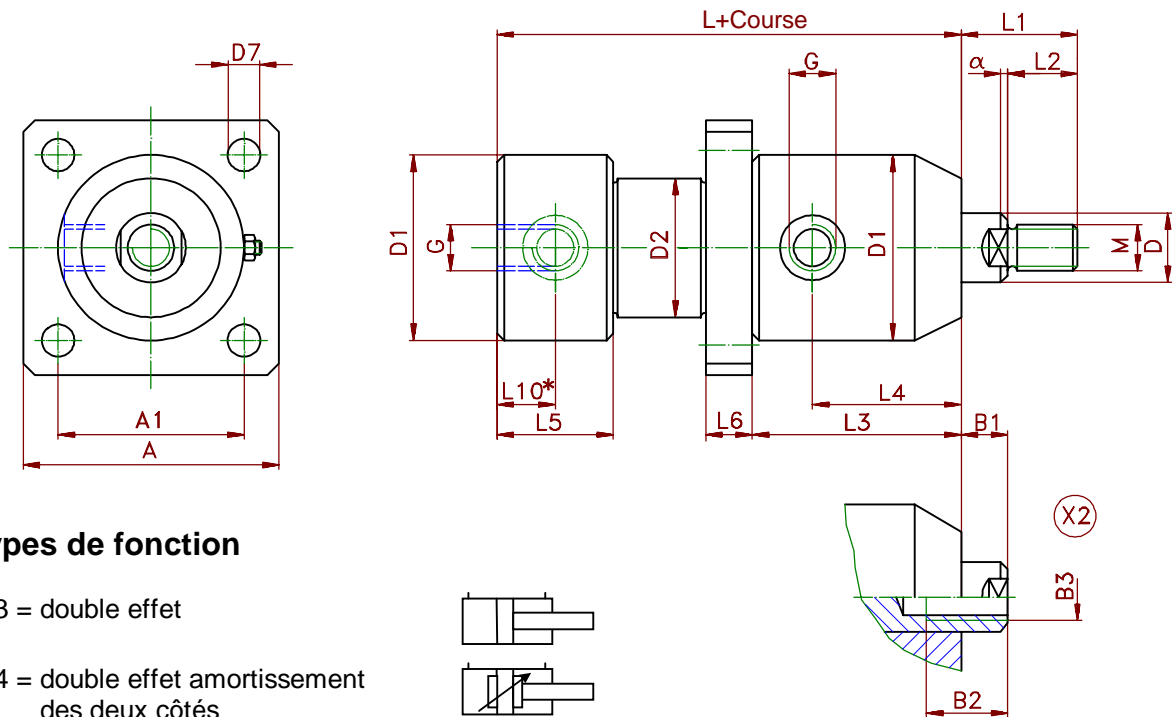 L+Course
L1
D7
G
α
L2
D1
G
D2
D1
M
D
L10*
L4
A1
L5
L6
L3
B1
A
X2
ypes de fonction
B3
3 = double effet
4 = double effet amortissement
des deux côtés
B2